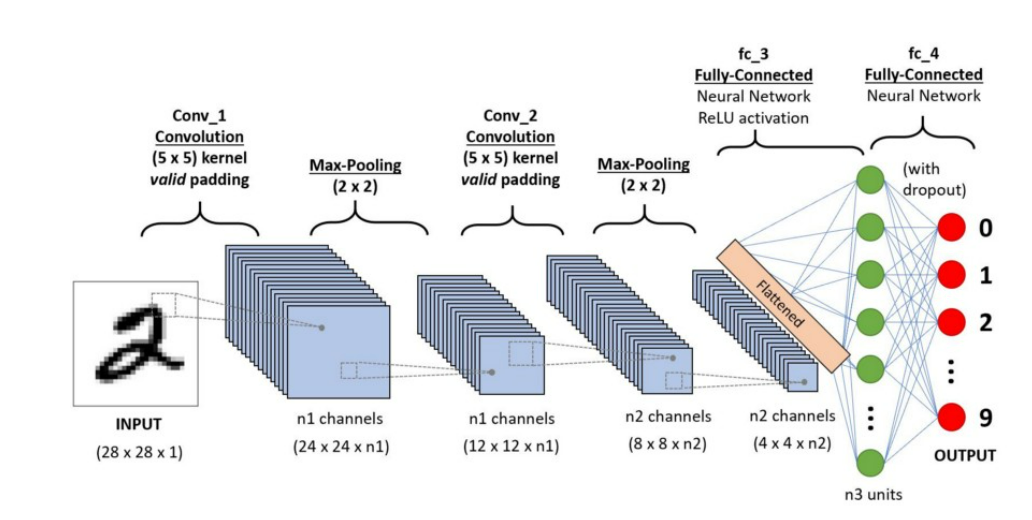 fc_3
Fully-Connected
Neural Network
ReLU activation
fc_4
Fully-Connected
Neural Network
Conv_1
Convolution
(5 x 5) kernel
valid padding
Max-Pooling
(2 x 2)
Conv_2
Convolution
(5 x 5) kernel
valid padding
Max-Pooling
(2 x 2)
(with
dropout)
Flattened
0
1
2
9
INPUT
(28 x 28 x 1)
n1 channels
(24 x 24 x n1)
n1 channels
(12 x 12 x n1)
n2 channels
(8 x 8 x n2)
n2 channels
(4 x 4 x n2)
OUTPUT
n3 units
2